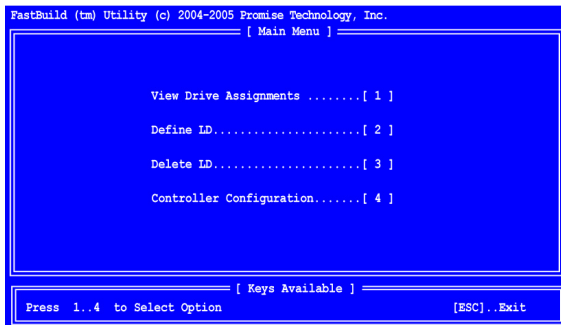 FastBuild (tm) Utility (c) 2004-2005 Promise Technology, Inc.
[ Main Menu ]
View Drive Assignments ........[ 1 ]
Define LD......................[ 2 ]
Delete LD......................[ 3 ]
Controller Configuration.......[ 4 ]
[ Keys Available ]
Press 1..4 to Select Option [ESC]..Exit